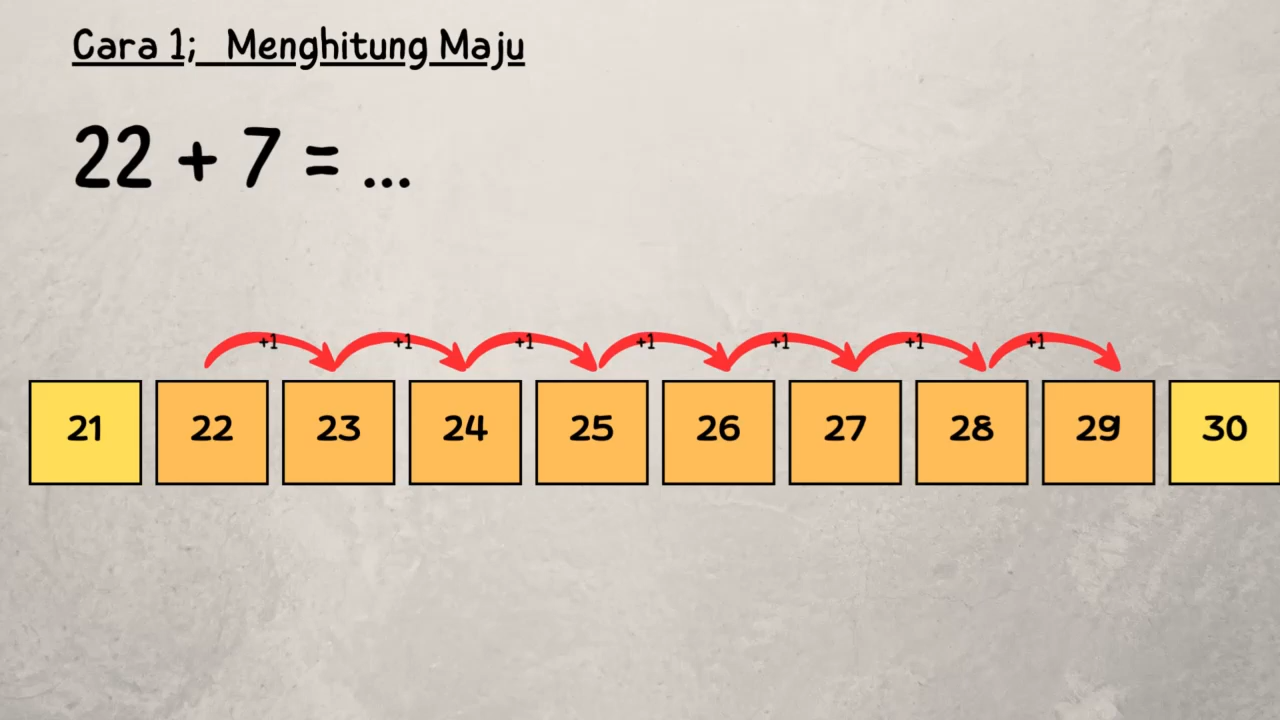 Cara 1; Menghitung Maju
22 + 7 = ...
+1 +1 +1 +1 +1 +1 +1
21 22 23 24 25 26 27 28 29 30